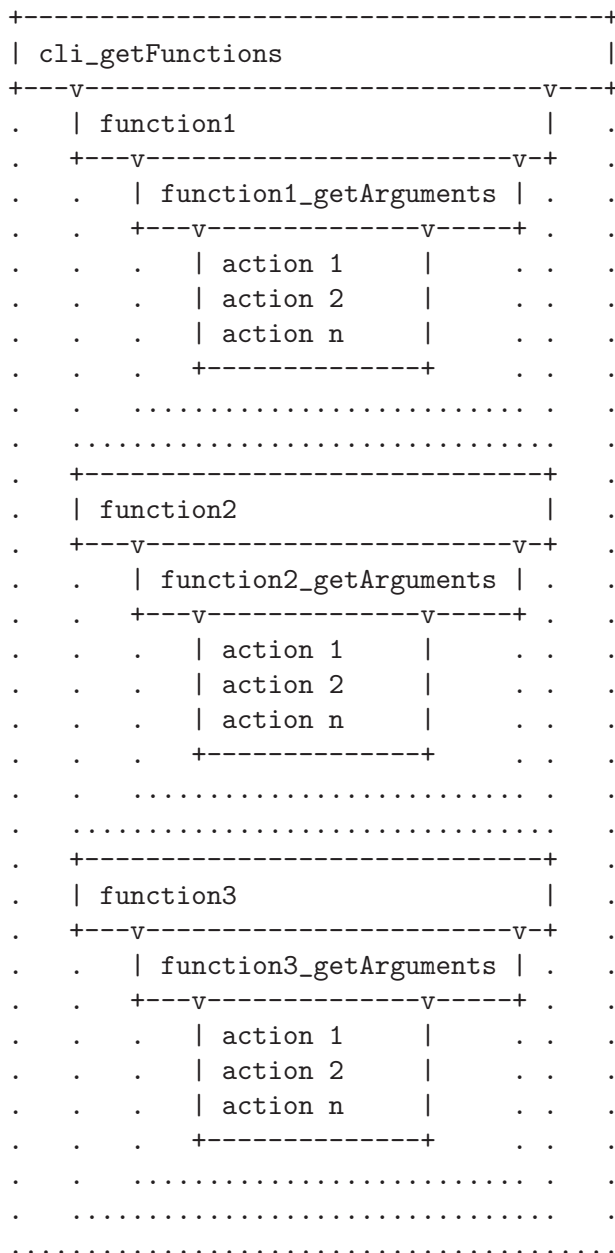 +---------------------------------------+
| cli_getFunctions                      |
+---v-------------------------------v---+
.   | function1                     |   .
.   +---v-------------------------v-+   .
.   .   | function1_getArguments | .   .
.   .   +---v--------------v-----+ .   .
.   .   .   | action 1     |     . .   .
.   .   .   | action 2     |     . .   .
.   .   .   | action n     |     . .   .
.   .   .   +--------------+     . .   .
.   .   .......................... .   .
.   ................................   .
.   +-------------------------------+   .
.   | function2                     |   .
.   +---v-------------------------v-+   .
.   .   | function2_getArguments | .   .
.   .   +---v--------------v-----+ .   .
.   .   .   | action 1     |     . .   .
.   .   .   | action 2     |     . .   .
.   .   .   | action n     |     . .   .
.   .   .   +--------------+     . .   .
.   .   .......................... .   .
.   ................................   .
.   +-------------------------------+   .
.   | function3                     |   .
.   +---v-------------------------v-+   .
.   .   | function3_getArguments | .   .
.   .   +---v--------------v-----+ .   .
.   .   .   | action 1     |     . .   .
.   .   .   | action 2     |     . .   .
.   .   .   | action n     |     . .   .
.   .   .   +--------------+     . .   .
.   .   .......................... .   .
.   ................................   .
.........................................